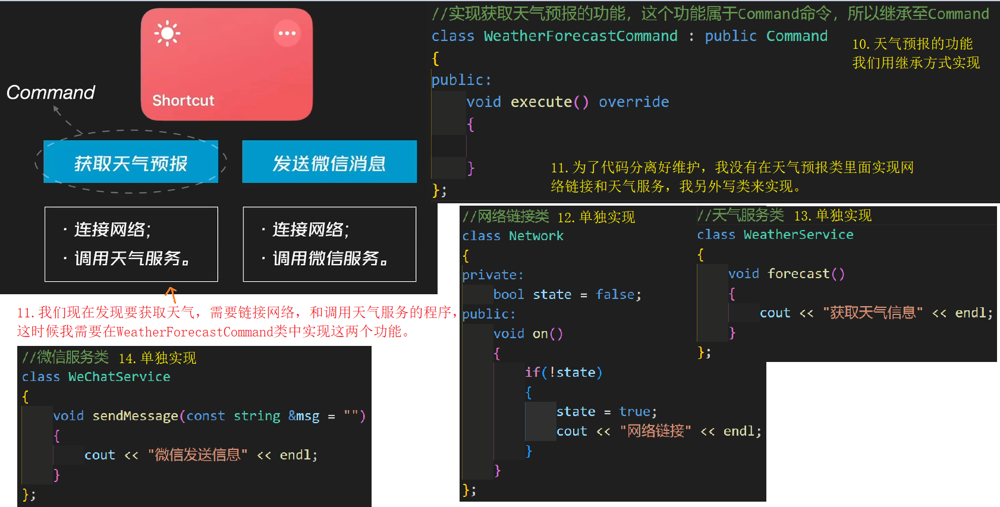 Shortcut
Command
获取天气预报
发送微信消息
· 连接网络；
· 调用天气服务。
· 连接网络；
· 调用微信服务。
11.我们现在发现要获取天气，需要链接网络，和调用天气服务的程序，
这时候我需要在WeatherForecastCommand类中实现这两个功能。
//实现获取天气预报的功能，这个功能属于Command命令，所以继承至Command
class WeatherForecastCommand : public Command
{
public:
void execute() override
{
}
};
10.天气预报的功能
我们用继承方式实现
11.为了代码分离好维护，我没有在天气预报类里面实现网
络链接和天气服务，我另外写类来实现。
//网络链接类 12.单独实现
class Network
{
private:
bool state = false;
public:
void on()
{
if(!state)
{
state = true;
cout << "网络链接" << endl;
}
}
};
//天气服务类 13.单独实现
class WeatherService
{
void forecast()
{
cout << "获取天气信息" << endl;
}
};
//微信服务类 14.单独实现
class WeChatService
{
void sendMessage(const string &msg = "")
{
cout << "微信发送信息" << endl;
}
};